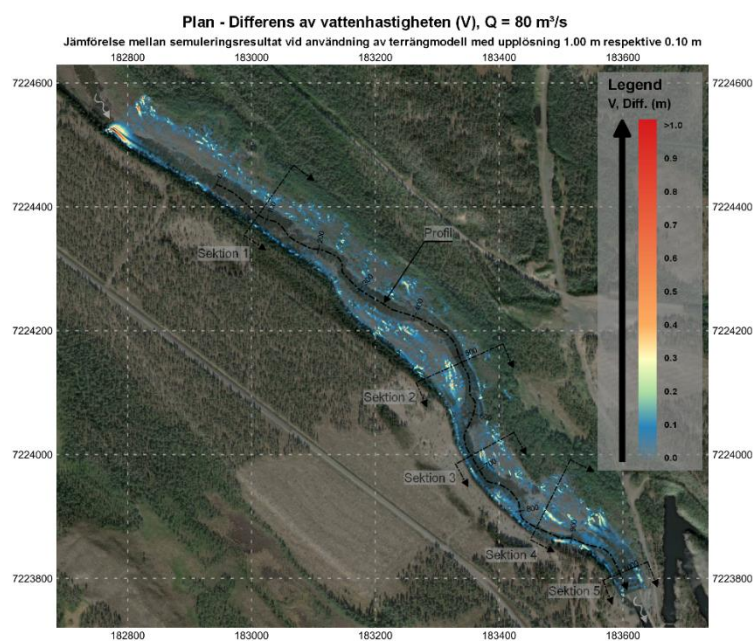 Plan - Differens av vattenhastigheten (V), Q = 80 m³/s
Jämförelse mellan semuleringsresultat vid användning av terrängmodell med upplösning 1.00 m respektive 0.10 m
182800 183000 183200 183400 183600
7224600 7224600
Legend
V, Diff. (m)
>1.0
0.9
0.8
7224400 7224400
0.7
Sektion 1
Profil
0.6
0.5
7224200 7224200
0.4
0.3
Sektion 2
0.2
0.1
7224000 7224000
0.0
Sektion 3
600
Sektion 4
7223800 7223800
Sektion 5
182800 183000 183200 183400 183600